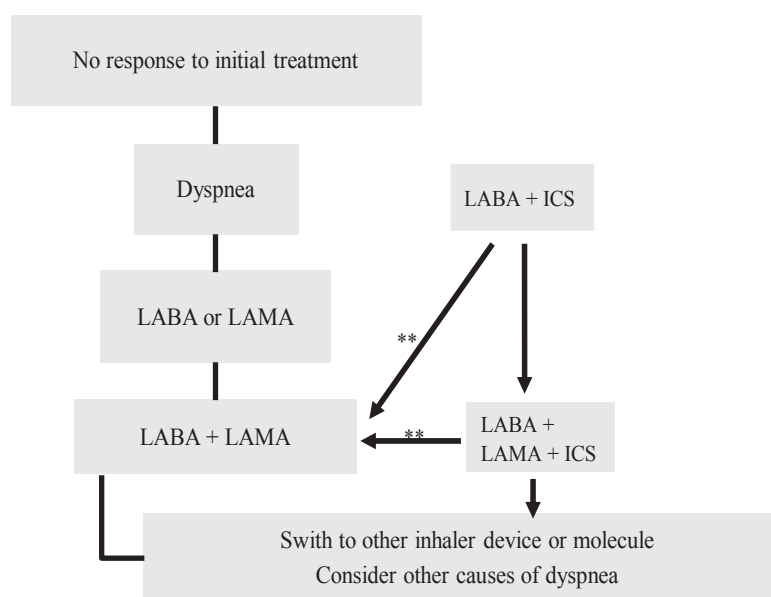 No response to initial treatment
Dyspnea
LABA + ICS
LABA or LAMA
**
LABA + LAMA
**
LABA +
LAMA + ICS
Swith to other inhaler device or molecule
Consider other causes of dyspnea